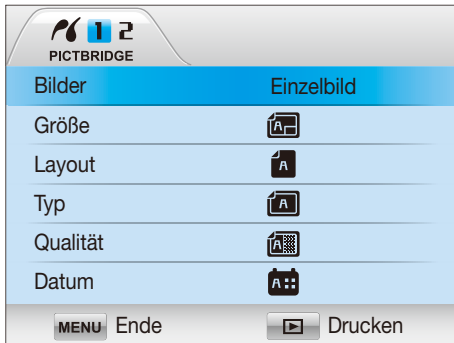 1 2
PICTBRIDGE
Bilder Einzelbild
Größe A
Layout A
Typ A
Qualität A
Datum A
MENU Ende Drucken